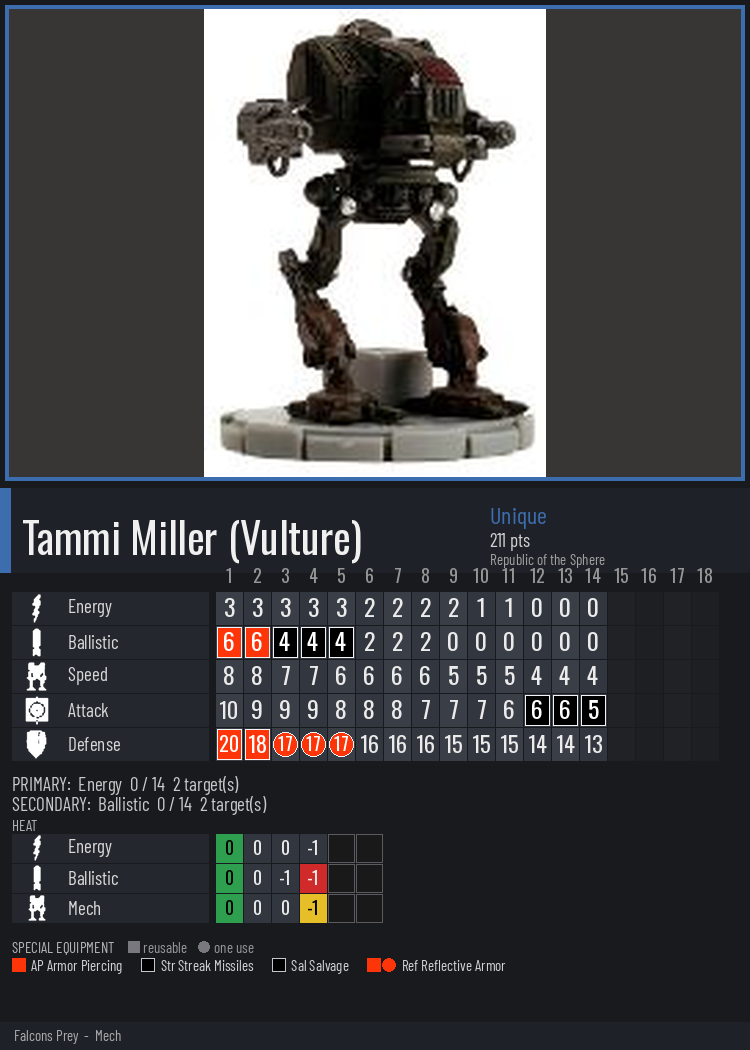 Tammi Miller (Vulture)
Unique
211 pts
Republic of the Sphere
1 2 3 4 5 6 7 8 9 10 11 12 13 14 15 16 17 18
Energy 3 3 3 3 3 2 2 2 2 1 1 0 0 0
Ballistic 6 6 4 4 4 2 2 2 0 0 0 0 0 0
Speed 8 8 7 7 6 6 6 6 5 5 5 4 4 4
Attack 10 9 9 9 8 8 8 7 7 7 6 6 6 5
Defense 20 18 17 17 17 16 16 16 15 15 15 14 14 13
PRIMARY: Energy 0 / 14 2 target(s)
SECONDARY: Ballistic 0 / 14 2 target(s)
HEAT
Energy 0 0 0 -1
Ballistic 0 0 -1 -1
Mech 0 0 0 -1
SPECIAL EQUIPMENT reusable one use
AP Armor Piercing Str Streak Missiles Sal Salvage Ref Reflective Armor
Falcons Prey - Mech